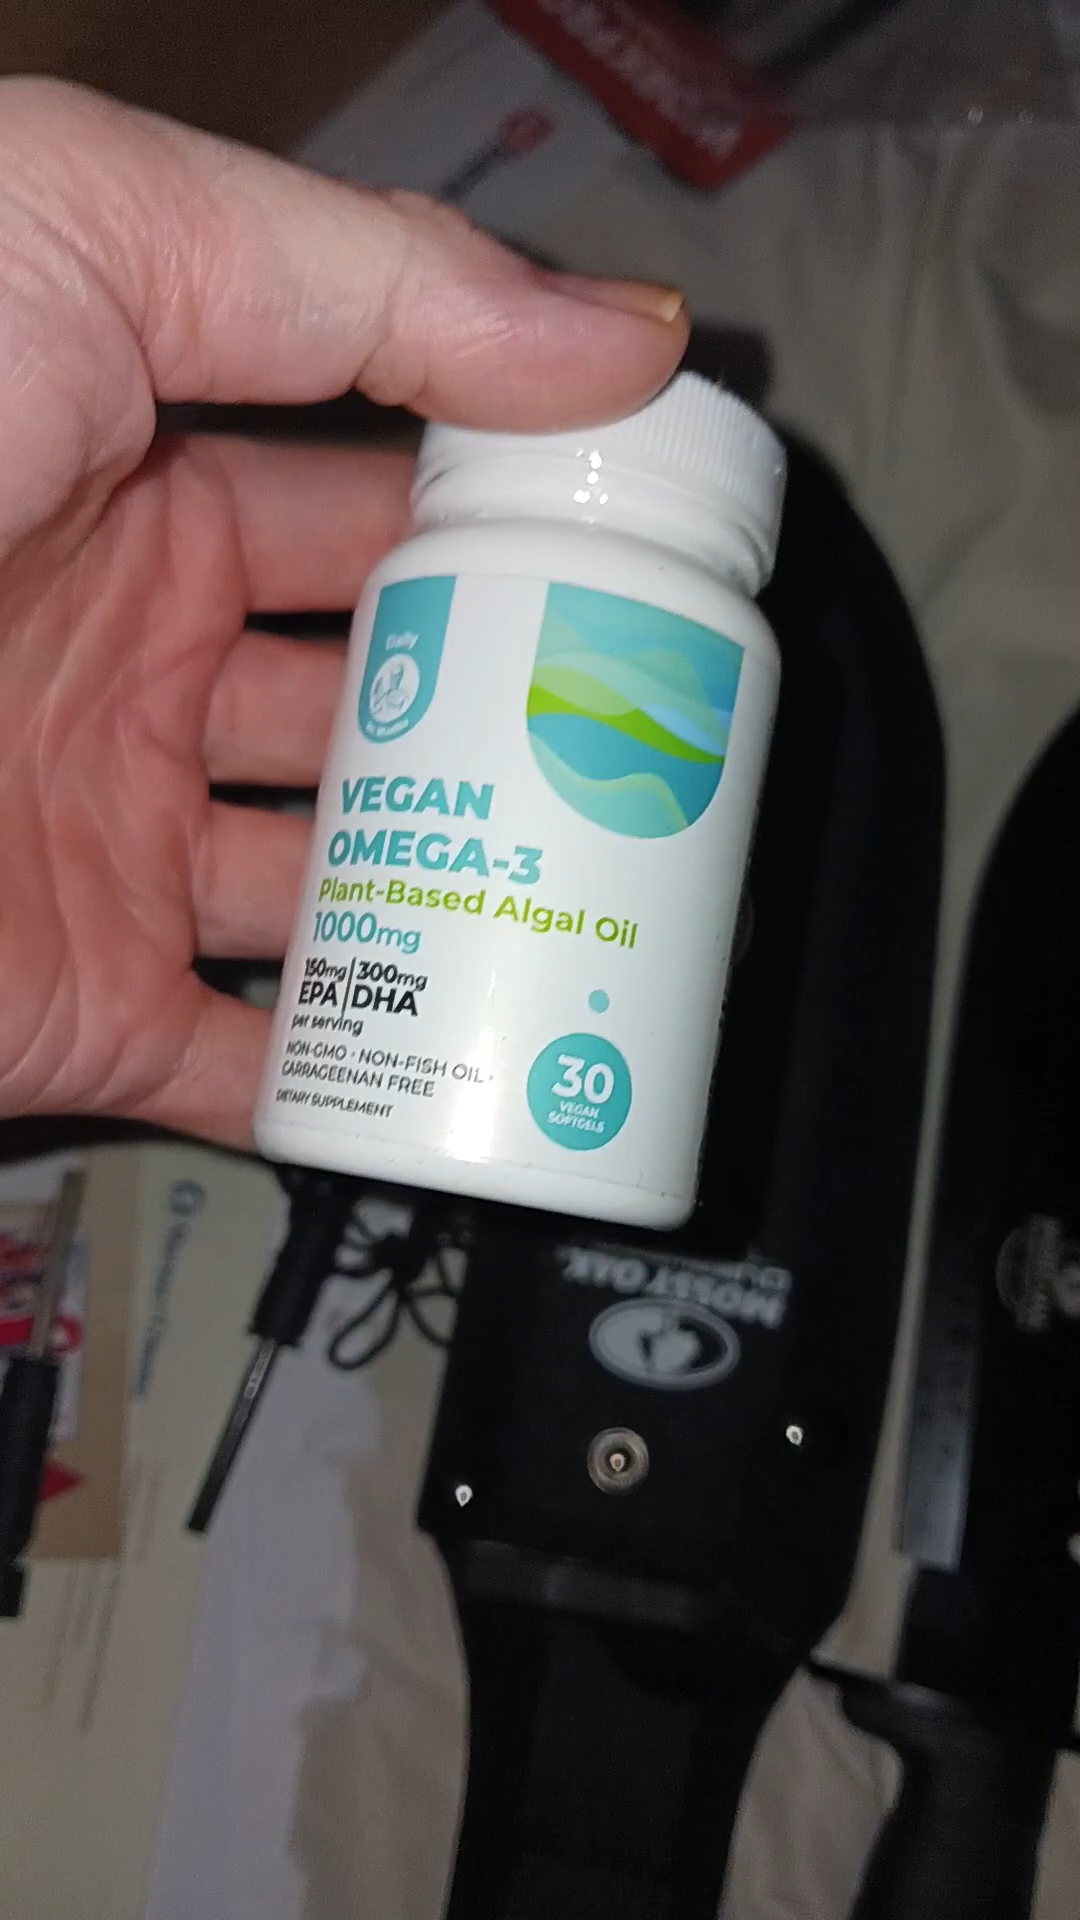 Daily
VEGAN
OMEGA-3
Plant-Based Algal Oil
1000mg
150mg | 300mg
EPA | DHA
per serving
NON-GMO · NON-FISH OIL ·
CARRAGEENAN FREE
DIETARY SUPPLEMENT
30
VEGAN
SOFTGELS
MOSSY OAK